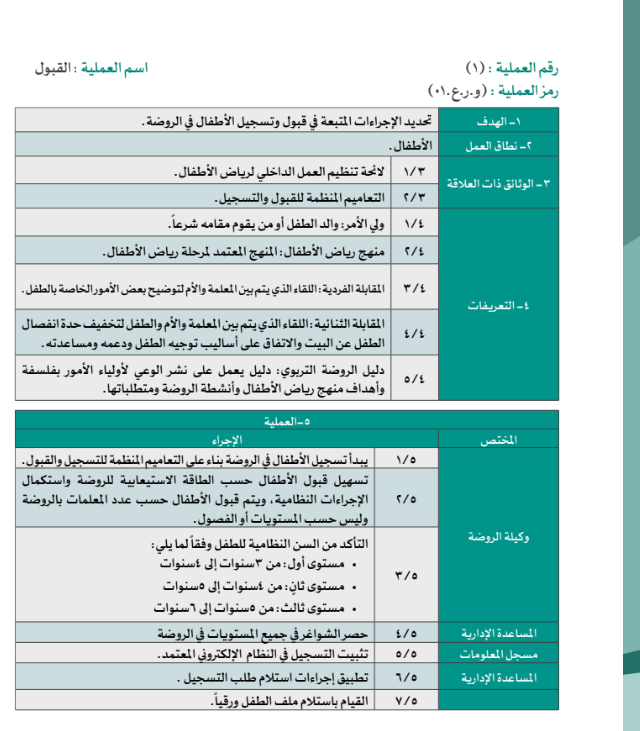 رقم العملية : (١)
اسم العملية : القبول
رمز العملية : (و.ر.ع.٠١)
١- الهدف
تحديد الإجراءات المتبعة في قبول وتسجيل الأطفال في الروضة.
٢- نطاق العمل
الأطفال.
٣- الوثائق ذات العلاقة
١/٣ لائحة تنظيم العمل الداخلي لرياض الأطفال.
٢/٣ التعاميم المنظمة للقبول والتسجيل.
٤- التعريفات
١/٤ ولي الأمر: والد الطفل أو من يقوم مقامه شرعاً.
٢/٤ منهج رياض الأطفال: المنهج المعتمد لمرحلة رياض الأطفال.
٣/٤ المقابلة الفردية: اللقاء الذي يتم بين المعلمة والأم لتوضيح بعض الأمور الخاصة بالطفل.
٤/٤ المقابلة الثنائية: اللقاء الذي يتم بين المعلمة والأم والطفل لتخفيف حدة انفصال
الطفل عن البيت والاتفاق على أساليب توجيه الطفل ودعمه ومساعدته.
٥/٤ دليل الروضة التربوي: دليل يعمل على نشر الوعي لأولياء الأمور بفلسفة
وأهداف منهج رياض الأطفال وأنشطة الروضة ومتطلباتها.
٥-العملية
المختص
الإجراء
وكيلة الروضة
١/٥ يبدأ تسجيل الأطفال في الروضة بناء على التعاميم المنظمة للتسجيل والقبول.
٢/٥ تسهيل قبول الأطفال حسب الطاقة الاستيعابية للروضة واستكمال
الإجراءات النظامية، ويتم قبول الأطفال حسب عدد المعلمات بالروضة
وليس حسب المستويات أو الفصول.
٣/٥ التأكد من السن النظامية للطفل وفقاً لما يلي:
• مستوى أول: من ٣سنوات إلى ٤سنوات
• مستوى ثانٍ: من ٤سنوات إلى ٥سنوات
• مستوى ثالث: من ٥سنوات إلى ٦سنوات
المساعدة الإدارية
٤/٥ حصر الشواغر في جميع المستويات في الروضة
مسجل المعلومات
٥/٥ تثبيت التسجيل في النظام الإلكتروني المعتمد.
المساعدة الإدارية
٦/٥ تطبيق إجراءات استلام طلب التسجيل .
٧/٥ القيام باستلام ملف الطفل ورقياً.